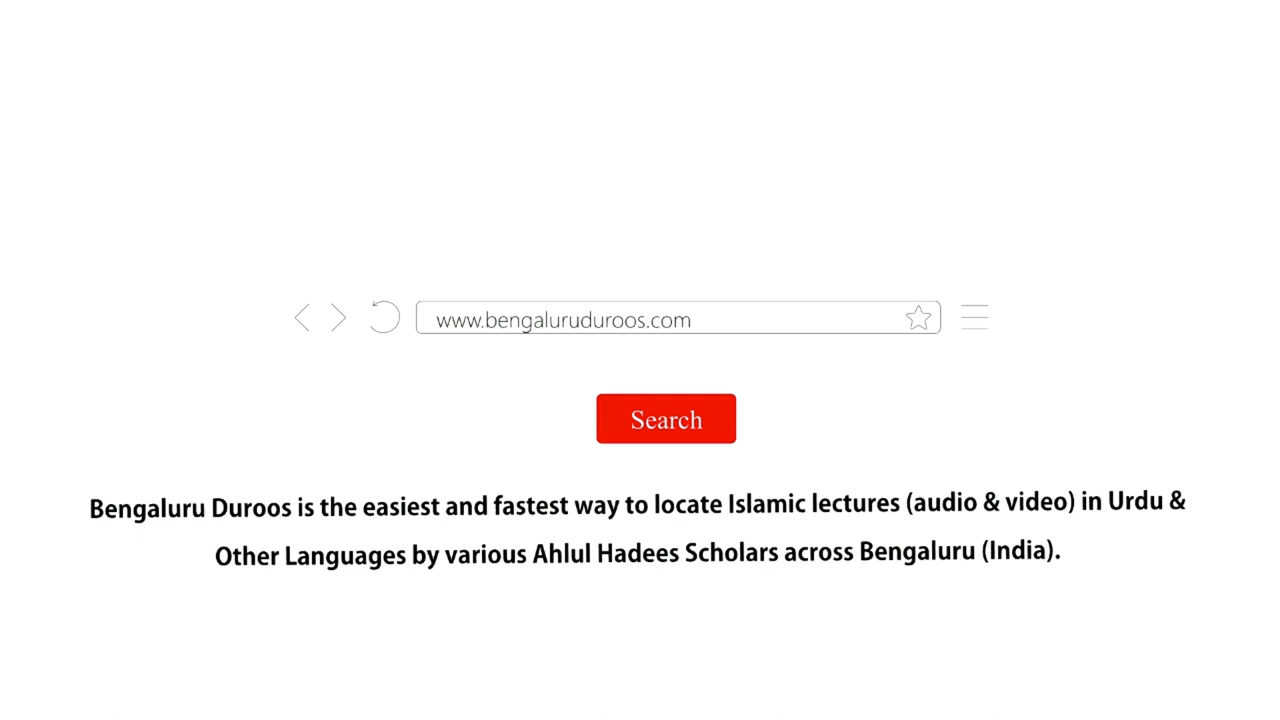 www.bengaluruduroos.com
Search
Bengaluru Duroos is the easiest and fastest way to locate Islamic lectures (audio & video) in Urdu &
Other Languages by various Ahlul Hadees Scholars across Bengaluru (India).